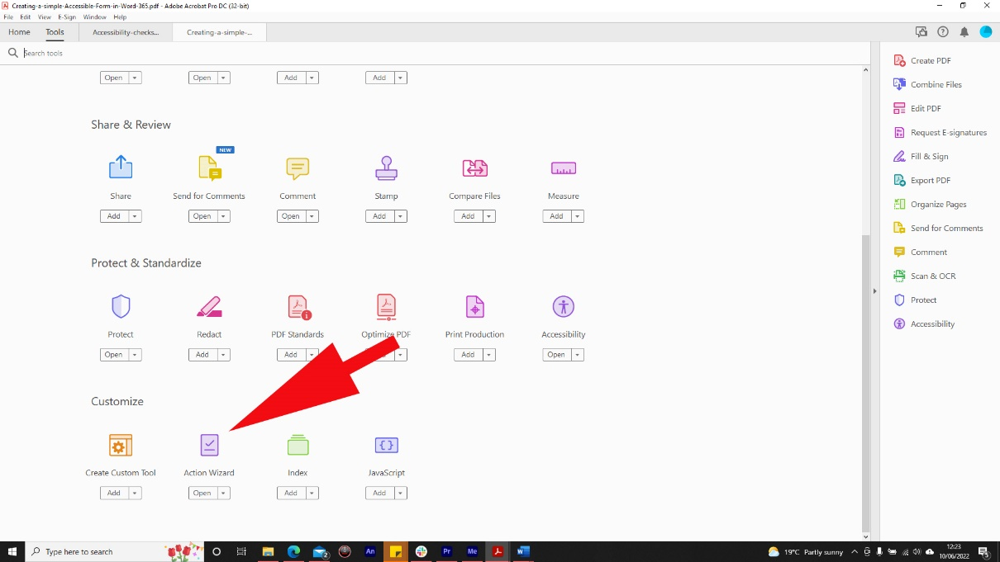 Creating-a-simple-Accessible-Form-in-Word-365.pdf - Adobe Acrobat Pro DC (32-bit)
File Edit View E-Sign Window Help
Home Tools Accessibility-checks... Creating-a-simple-...
Search tools
Open Open Add Add
Share & Review
NEW
Share Send for Comments Comment Stamp Compare Files Measure
Add Open Open Add Add Add
Protect & Standardize
Protect Redact PDF Standards Optimize PDF Print Production Accessibility
Open Add Add Add Open
Customize
Create Custom Tool Action Wizard Index JavaScript
Add Open Add Add
Create PDF
Combine Files
Edit PDF
Request E-signatures
Fill & Sign
Export PDF
Organize Pages
Send for Comments
Comment
Scan & OCR
Protect
Accessibility
Type here to search
2
An
Pr
Me
19°C Partly sunny
12:23
10/06/2022
5